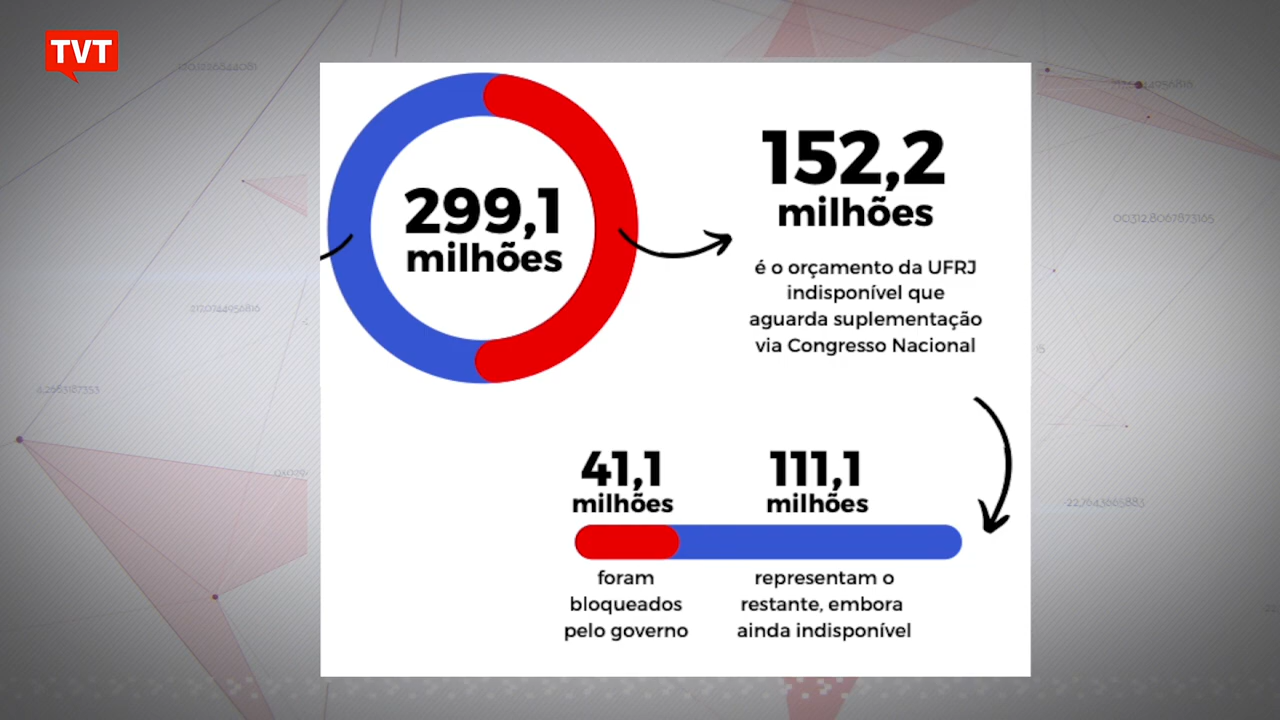 TVT
299,1
milhões
152,2
milhões
é o orçamento da UFRJ
indisponível que
aguarda suplementação
via Congresso Nacional
41,1
milhões
111,1
milhões
foram
bloqueados
pelo governo
representam o
restante, embora
ainda indisponível